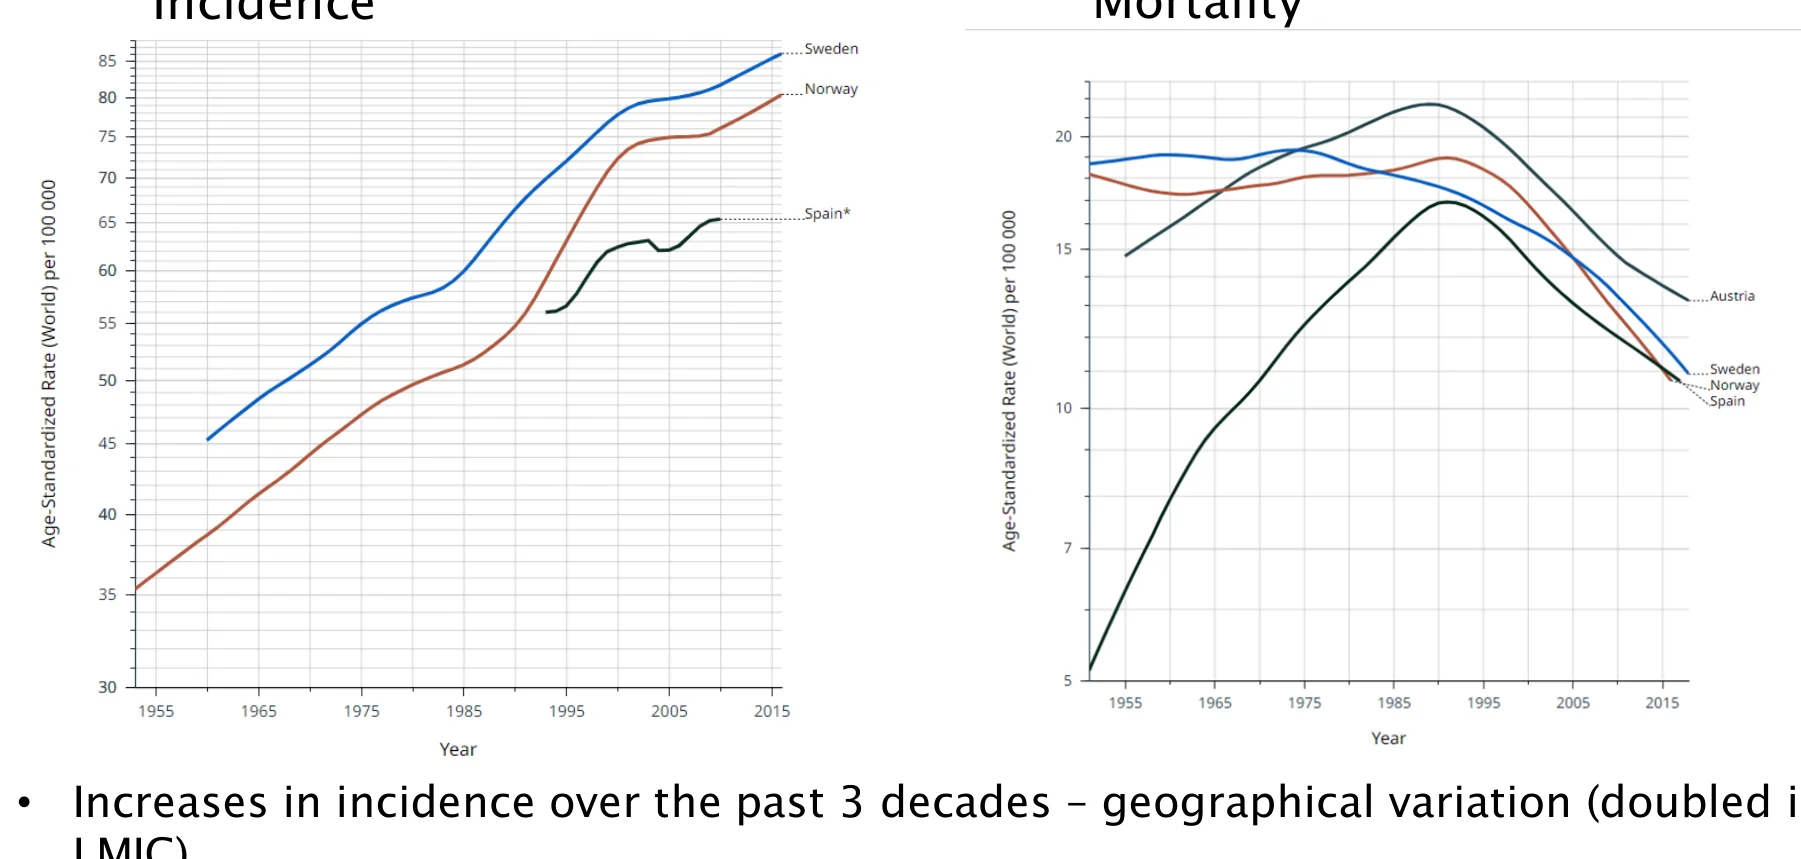 Incidence
Mortality
Age-Standardized Rate (World) per 100 000
85
80
75
70
65
60
55
50
45
40
35
30
1955
1965
1975
1985
1995
2005
2015
Year
Sweden
Norway
Spain*
Age-Standardized Rate (World) per 100 000
20
15
10
7
5
1955
1965
1975
1985
1995
2005
2015
Year
Austria
Sweden
Norway
Spain
• Increases in incidence over the past 3 decades – geographical variation (doubled i
LMIC)